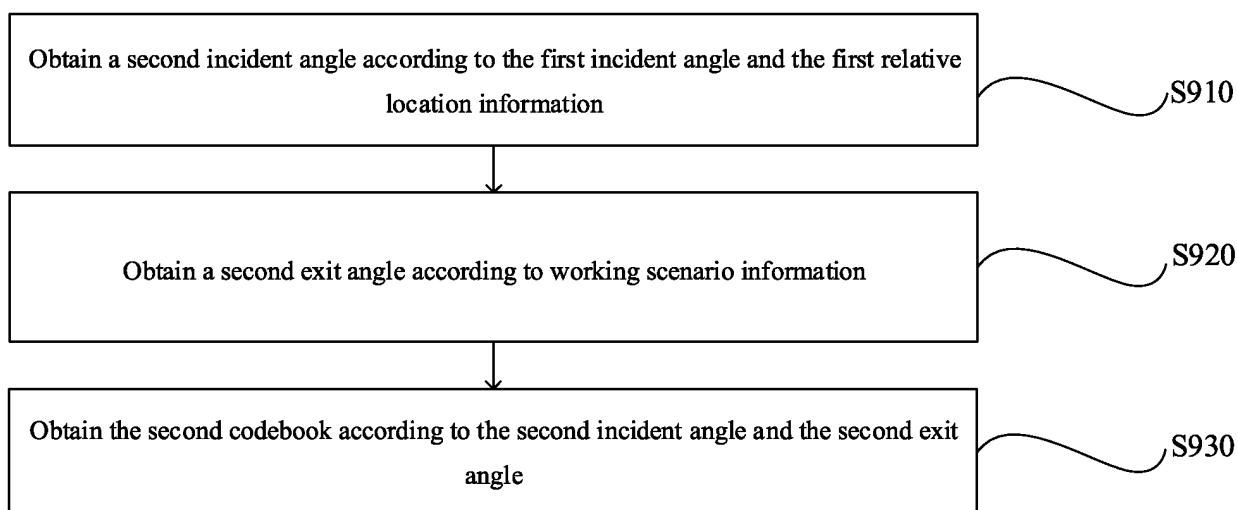 Obtain a second incident angle according to the first incident angle and the first relative
location information
S910
Obtain a second exit angle according to working scenario information
S920
Obtain the second codebook according to the second incident angle and the second exit
angle
S930